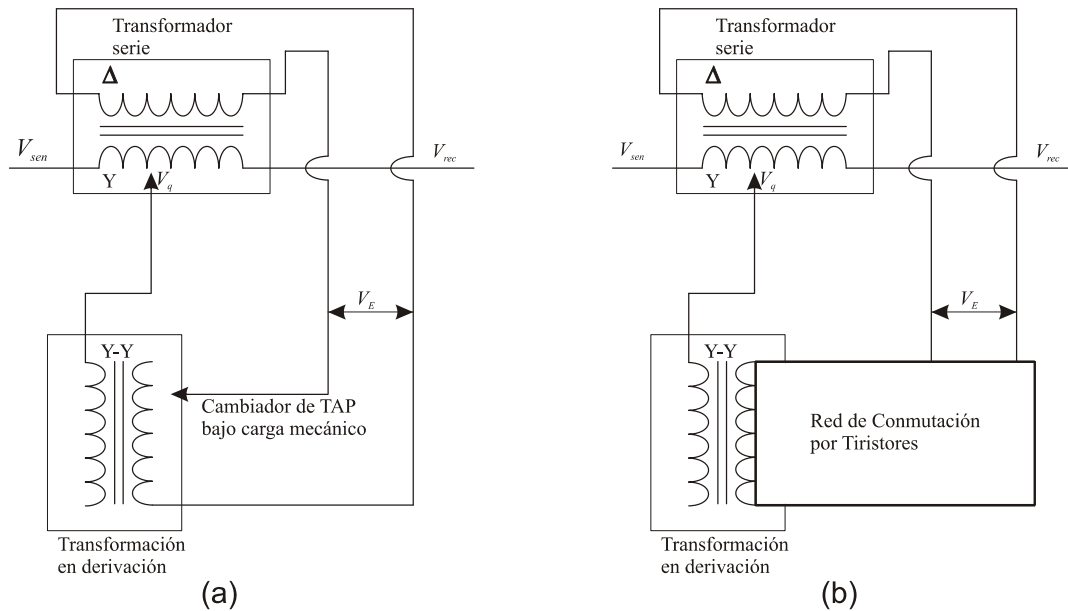 Transformador
serie
Δ
V_sen
V_rec
Y
V_q
V_E
Y-Y
Cambiador de TAP
bajo carga mecánico
Transformación
en derivación
(a)
Transformador
serie
Δ
V_sen
V_rec
Y
V_q
V_E
Y-Y
Red de Conmutación
por Tiristores
Transformación
en derivación
(b)